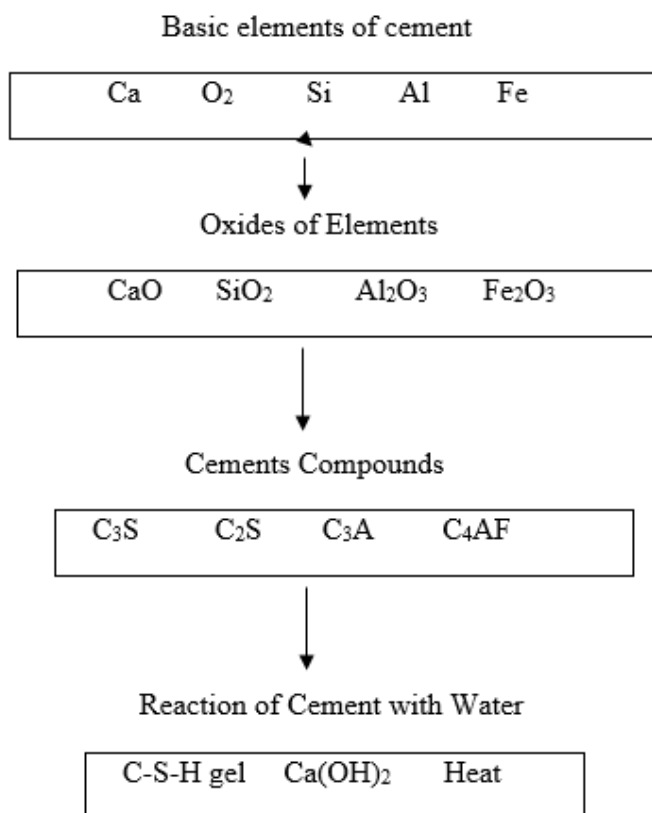 Basic elements of cement
Ca O₂ Si Al Fe
Oxides of Elements
CaO SiO₂ Al₂O₃ Fe₂O₃
Cements Compounds
C₃S C₂S C₃A C₄AF
Reaction of Cement with Water
C-S-H gel Ca(OH)₂ Heat